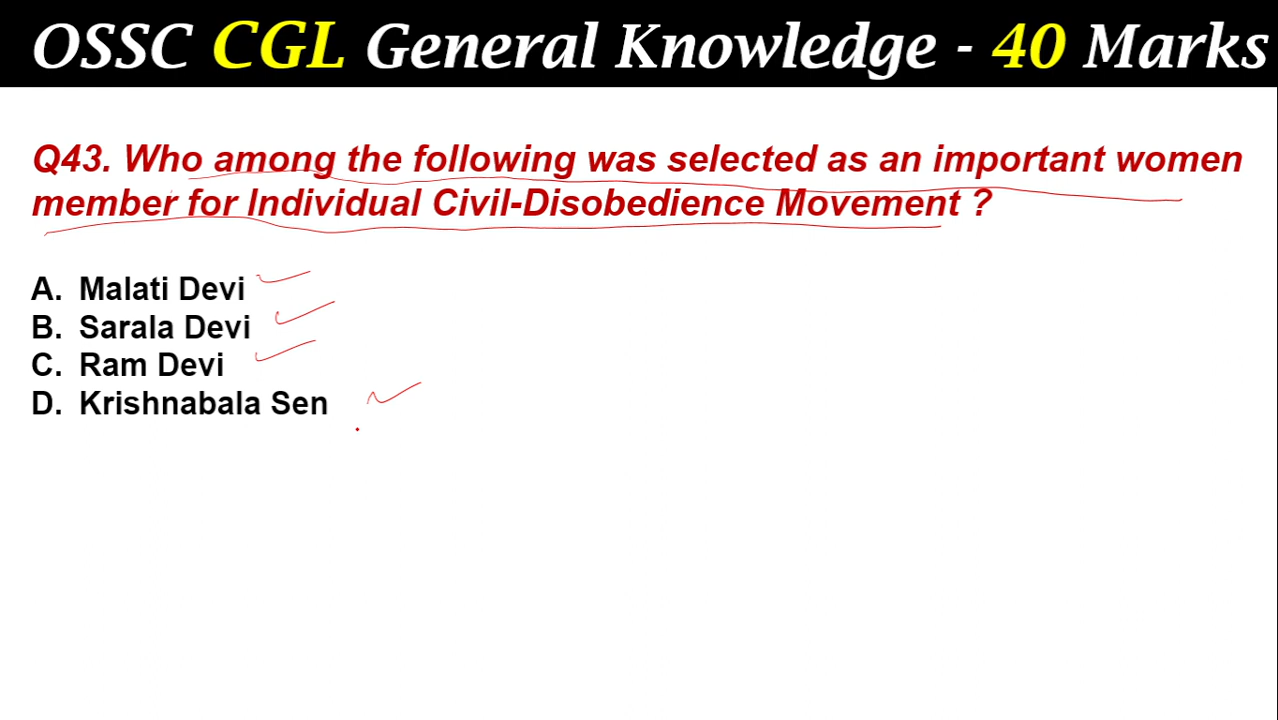 OSSC CGL General Knowledge - 40 Marks
Q43. Who among the following was selected as an important women
member for Individual Civil-Disobedience Movement ?
A. Malati Devi
B. Sarala Devi
C. Ram Devi
D. Krishnabala Sen